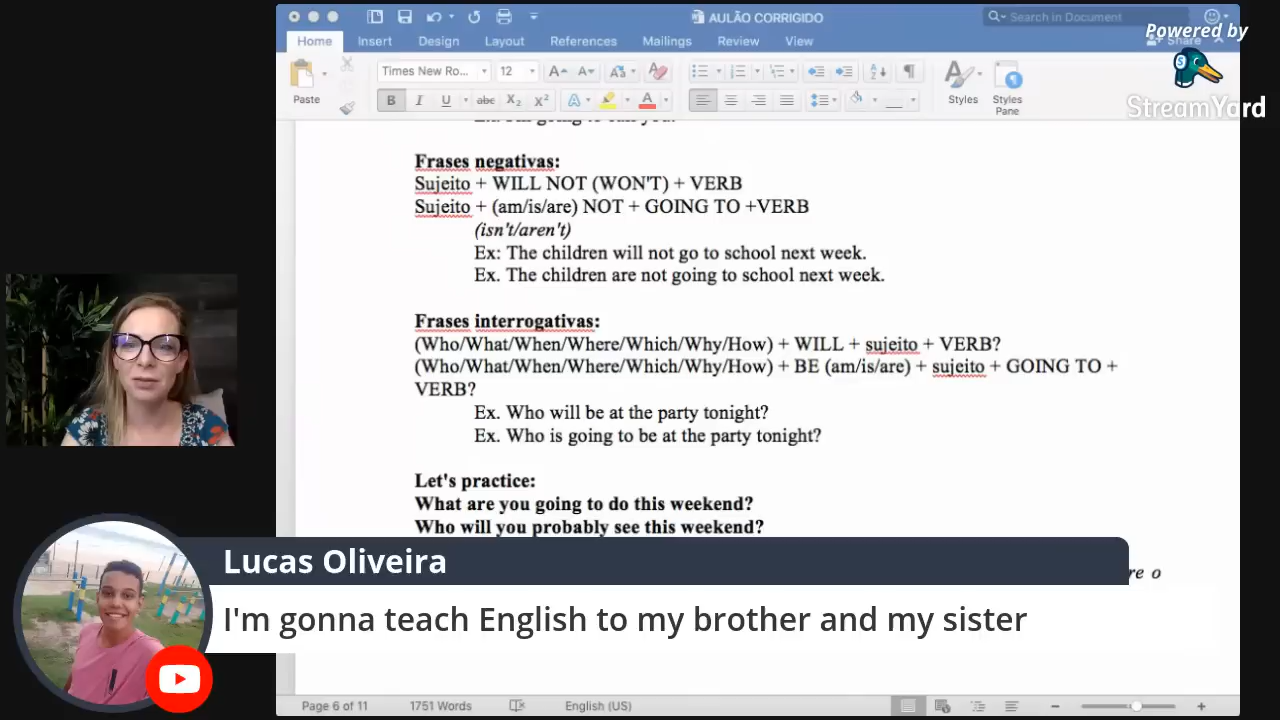 AULÃO CORRIGIDO
Search in Document
Powered by
Home Insert Design Layout References Mailings Review View
Share
StreamYard
Paste
Times New Ro...
12
B I U abc X₂ X²
Styles
Styles Pane
Frases negativas:
Sujeito + WILL NOT (WON'T) + VERB
Sujeito + (am/is/are) NOT + GOING TO +VERB
(isn't/aren't)
Ex: The children will not go to school next week.
Ex. The children are not going to school next week.
Frases interrogativas:
(Who/What/When/Where/Which/Why/How) + WILL + sujeito + VERB?
(Who/What/When/Where/Which/Why/How) + BE (am/is/are) + sujeito + GOING TO +
VERB?
Ex. Who will be at the party tonight?
Ex. Who is going to be at the party tonight?
Let's practice:
What are you going to do this weekend?
Who will you probably see this weekend?
Lucas Oliveira
re o
I'm gonna teach English to my brother and my sister
Page 6 of 11 1751 Words English (US)